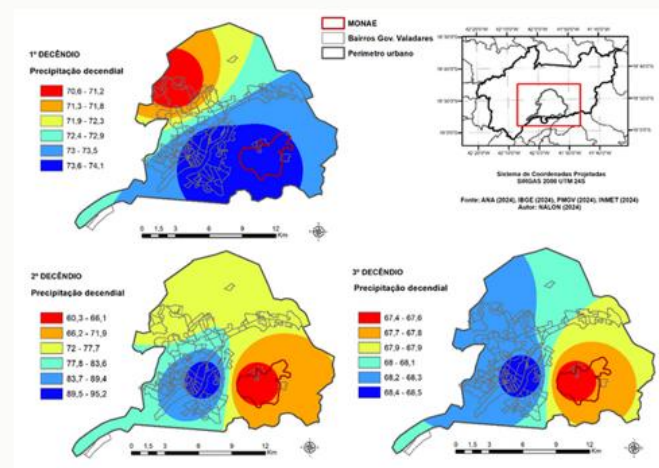 1º DECÊNDIO
Precipitação decendial
70,6 - 71,2
71,3 - 71,8
71,9 - 72,3
72,4 - 72,9
73 - 73,5
73,6 - 74,1
0 1,5 3 6 9 12
Km
MONAE
Bairros Gov. Valadares
Perímetro urbano
Sistema de Coordenadas Projetadas
SIRGAS 2000 UTM 24S
Fonte: ANA (2024), IBGE (2024), PMGV (2024), INMET (2024)
Autor: NALON (2024)
2º DECÊNDIO
Precipitação decendial
60,3 - 66,1
66,2 - 71,9
72 - 77,7
77,8 - 83,6
83,7 - 89,4
89,5 - 95,2
0 1,5 3 6 9 12
Km
3º DECÊNDIO
Precipitação decendial
67,4 - 67,6
67,7 - 67,8
67,9 - 67,9
68 - 68,1
68,2 - 68,3
68,4 - 68,5
0 1,5 3 6 9 12
Km